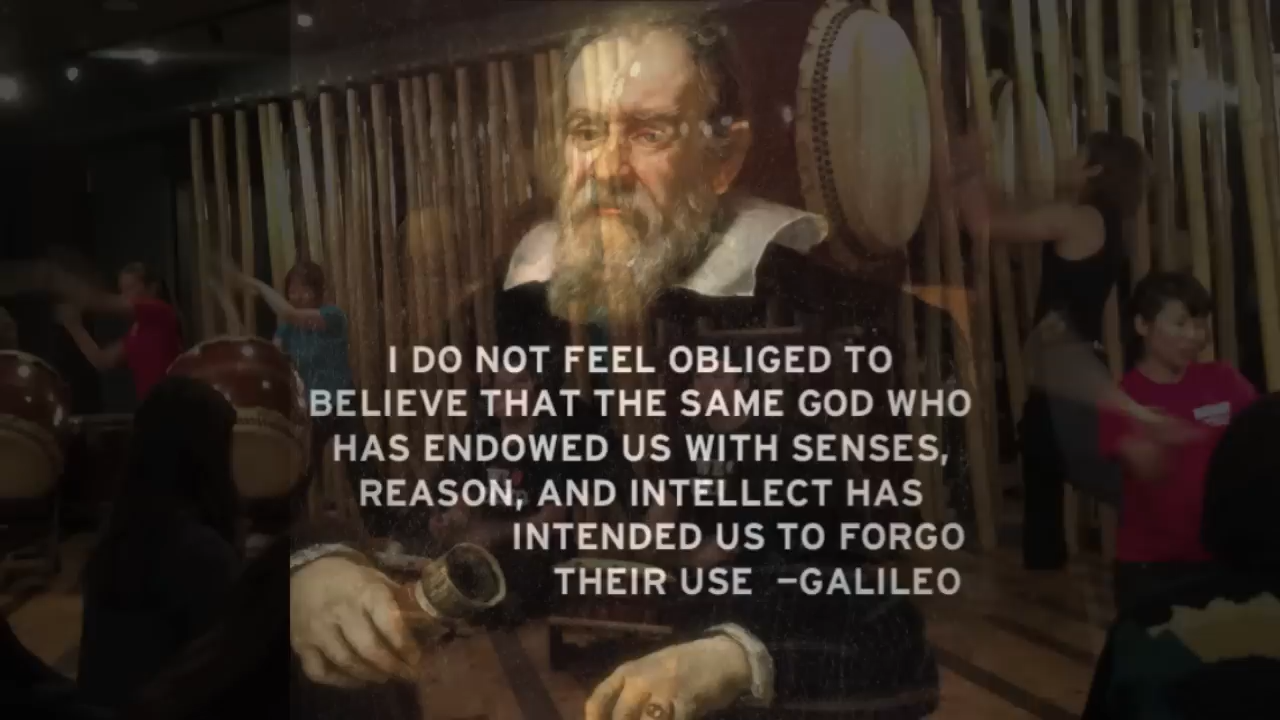 I DO NOT FEEL OBLIGED TO
BELIEVE THAT THE SAME GOD WHO
HAS ENDOWED US WITH SENSES,
REASON, AND INTELLECT HAS
INTENDED US TO FORGO
THEIR USE –GALILEO